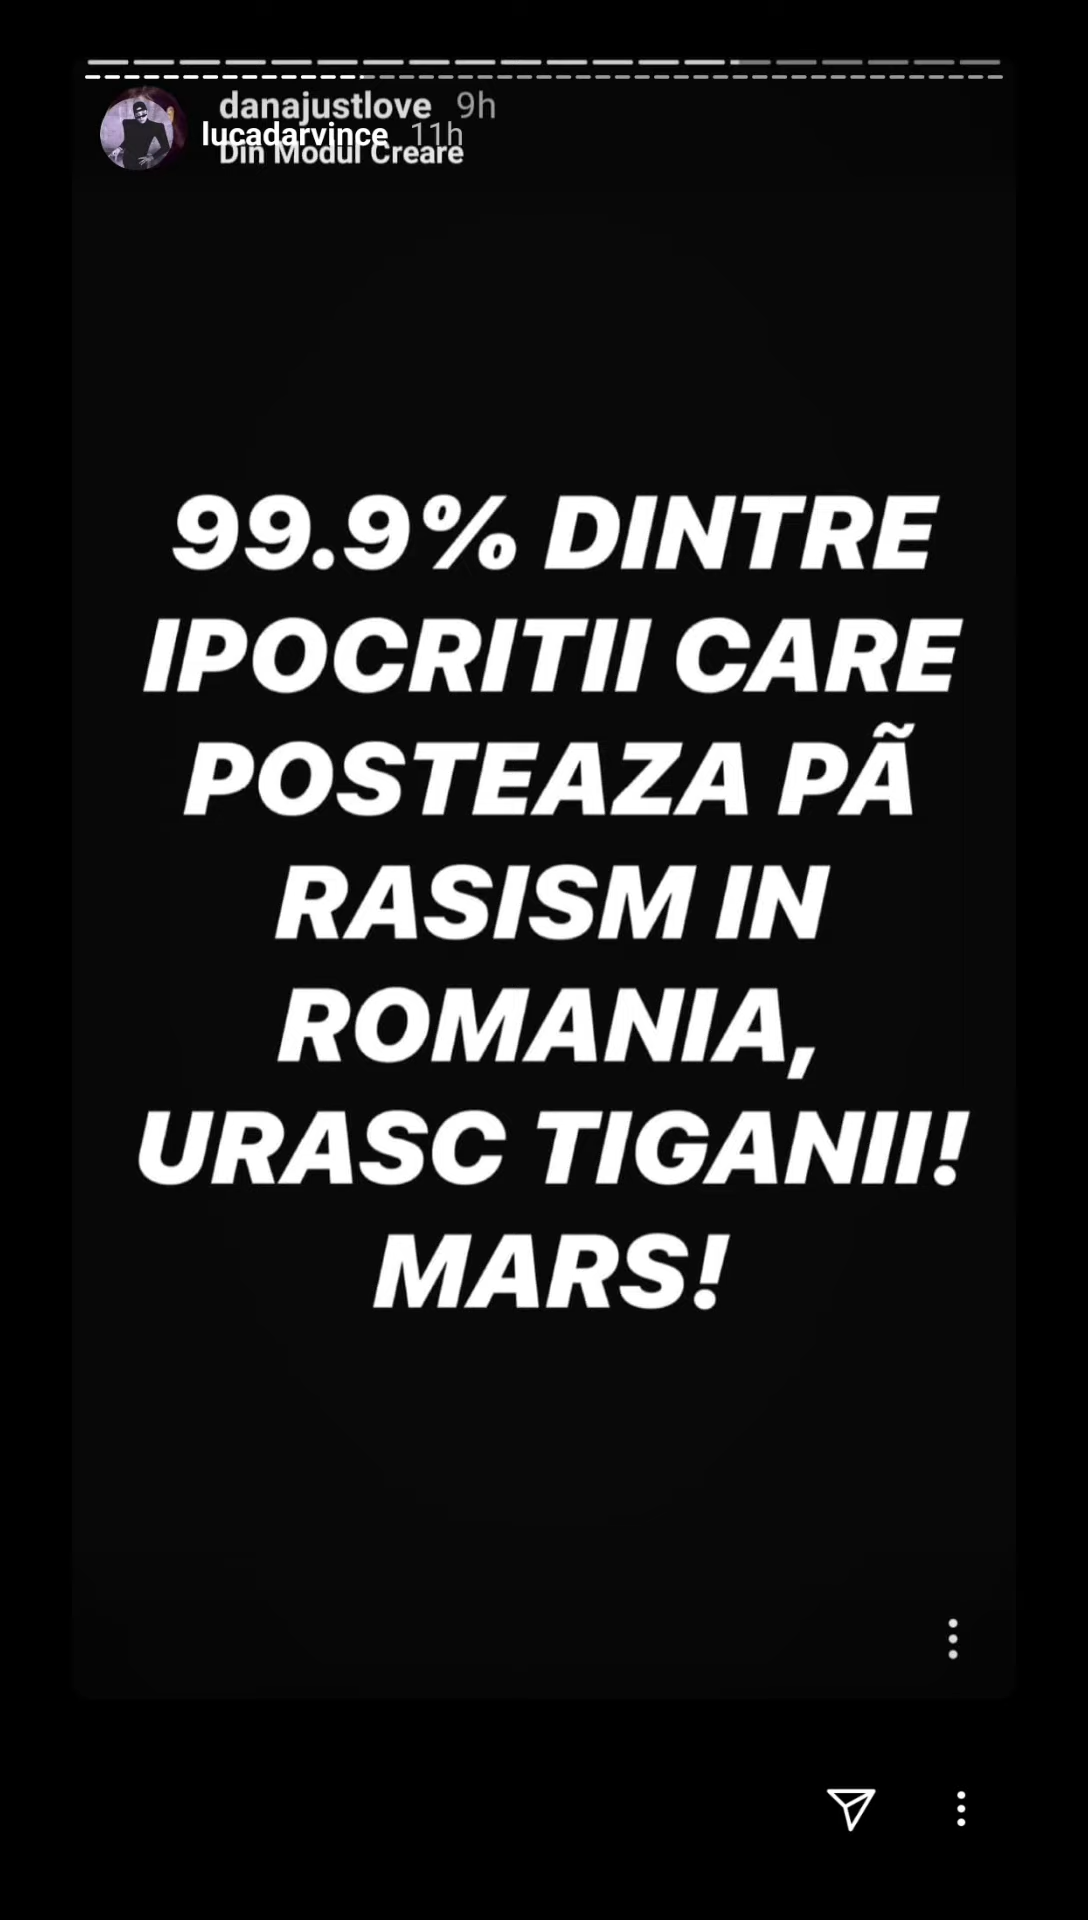 danajustlove 9h
lucadarvince 11h
Din Modul Creare
99.9% DINTRE
IPOCRITII CARE
POSTEAZA PÃ
RASISM IN
ROMANIA,
URASC TIGANII!
MARS!